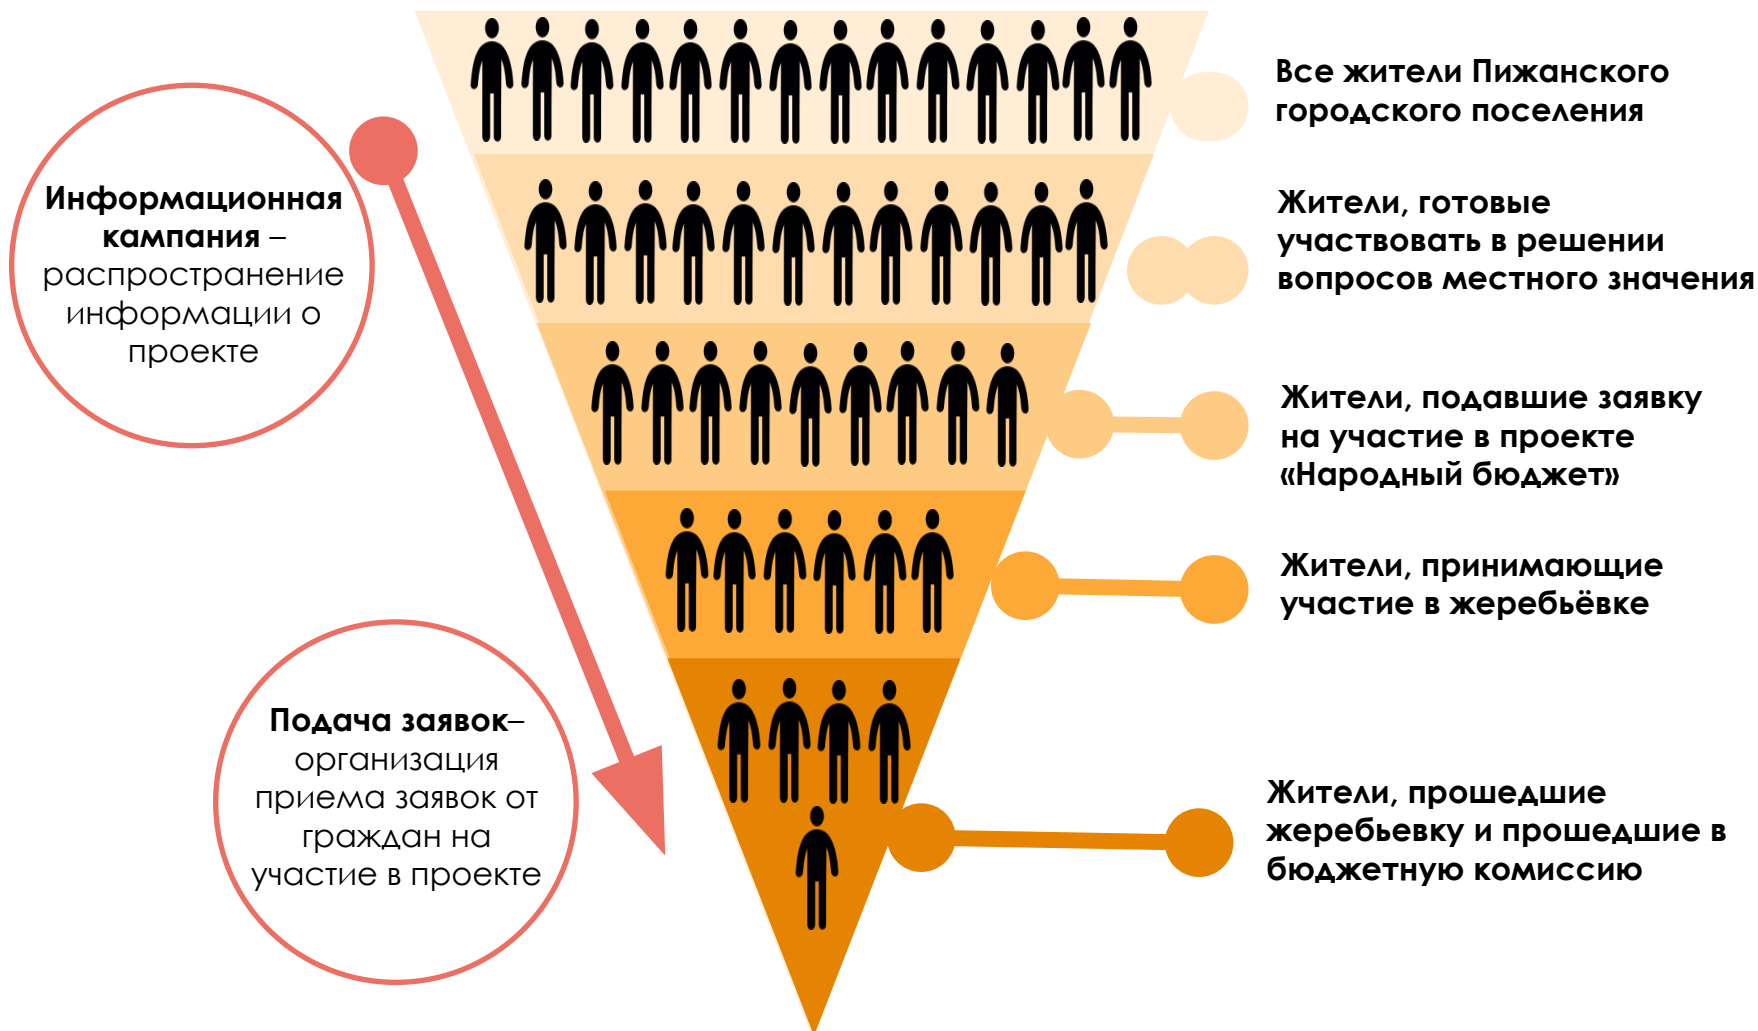 Информационная
кампания –
распространение
информации о
проекте
Подача заявок–
организация
приема заявок от
граждан на
участие в проекте
Все жители Пижанского
городского поселения
Жители, готовые
участвовать в решении
вопросов местного значения
Жители, подавшие заявку
на участие в проекте
«Народный бюджет»
Жители, принимающие
участие в жеребьёвке
Жители, прошедшие
жеребьевку и прошедшие в
бюджетную комиссию